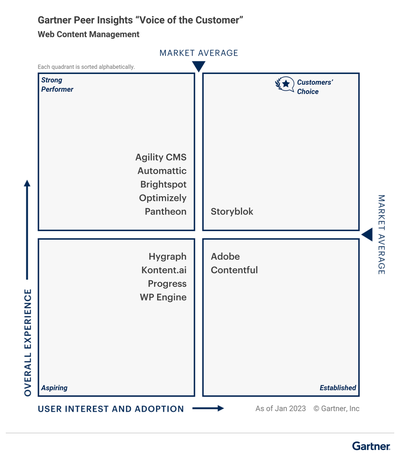 Gartner Peer Insights “Voice of the Customer”
Web Content Management
MARKET AVERAGE
Each quadrant is sorted alphabetically.
Strong
Performer
Customers’
Choice
Agility CMS
Automattic
Brightspot
Optimizely
Pantheon
Storyblok
MARKET AVERAGE
Hygraph
Kontent.ai
Progress
WP Engine
Adobe
Contentful
OVERALL EXPERIENCE
Aspiring
Established
USER INTEREST AND ADOPTION
As of Jan 2023 © Gartner, Inc
Gartner